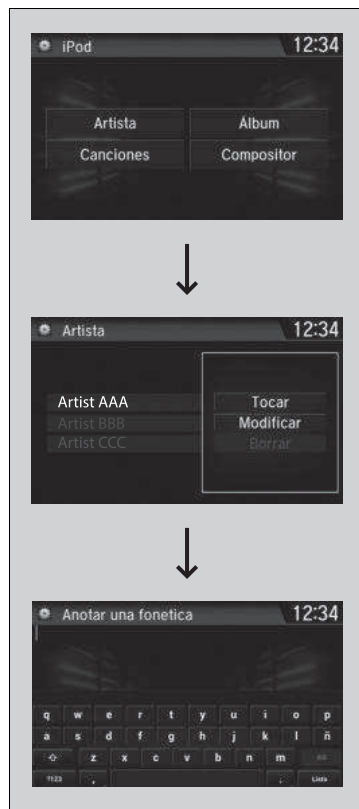 iPod 12:34
Artista Álbum
Canciones Compositor
Artista 12:34
Artist AAA Tocar
Artist BBB Modificar
Artist CCC Borrar
Anotar una fonetica 12:34
q w e r t y u i o p
a s d f g h j k l ñ
z x c v b n m
?123 , . Lista